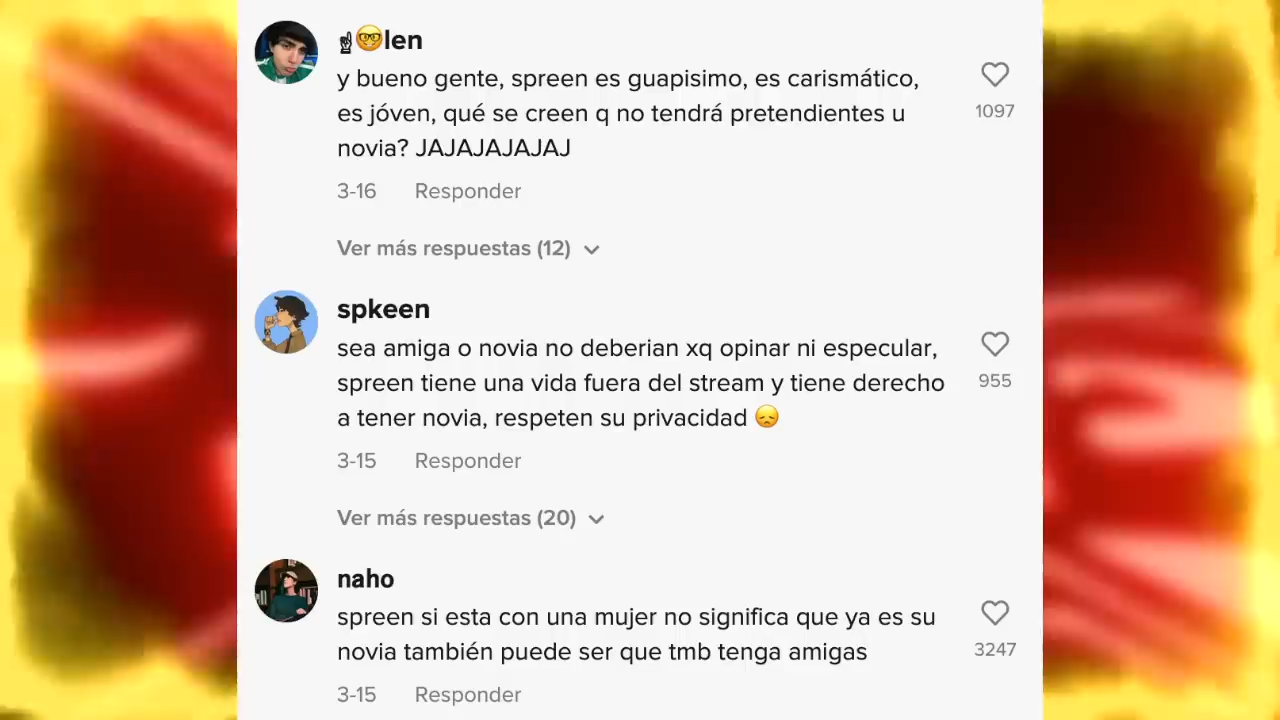 ☝🤓len
y bueno gente, spreen es guapisimo, es carismático,
es jóven, qué se creen q no tendrá pretendientes u
novia? JAJAJAJAJAJ
1097
3-16 Responder
Ver más respuestas (12)
spkeen
sea amiga o novia no deberian xq opinar ni especular,
spreen tiene una vida fuera del stream y tiene derecho
a tener novia, respeten su privacidad 😞
955
3-15 Responder
Ver más respuestas (20)
naho
spreen si esta con una mujer no significa que ya es su
novia también puede ser que tmb tenga amigas
3247
3-15 Responder